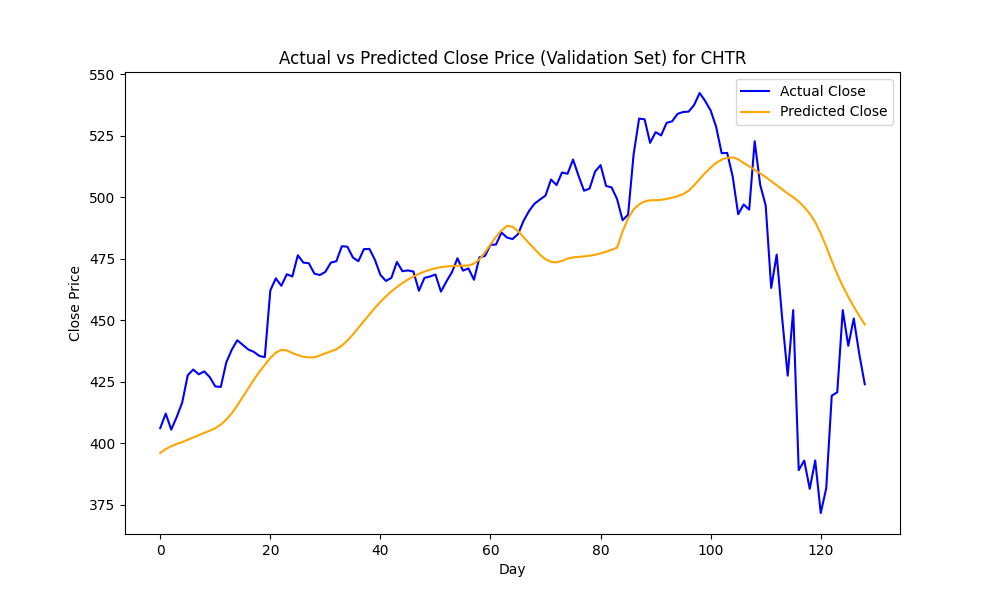 Actual vs Predicted Close Price (Validation Set) for CHTR
Actual Close
Predicted Close
Close Price
550
525
500
475
450
425
400
375
0 20 40 60 80 100 120
Day